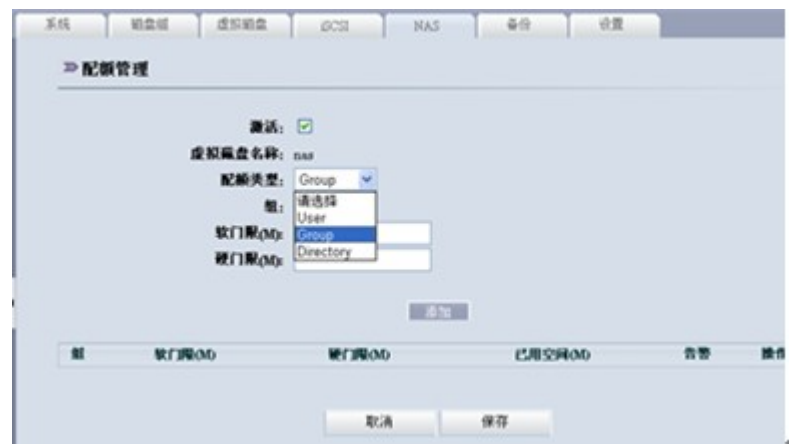 系统 磁盘组 虚拟磁盘 iSCSI NAS 备份 设置
配额管理
激活:
虚拟磁盘名称: nas
配额类型: Group
组: 请选择
User
软门限(M): Group
硬门限(M): Directory
添加
组 软门限(M) 硬门限(M) 已用空间(M) 告警 操作
取消 保存